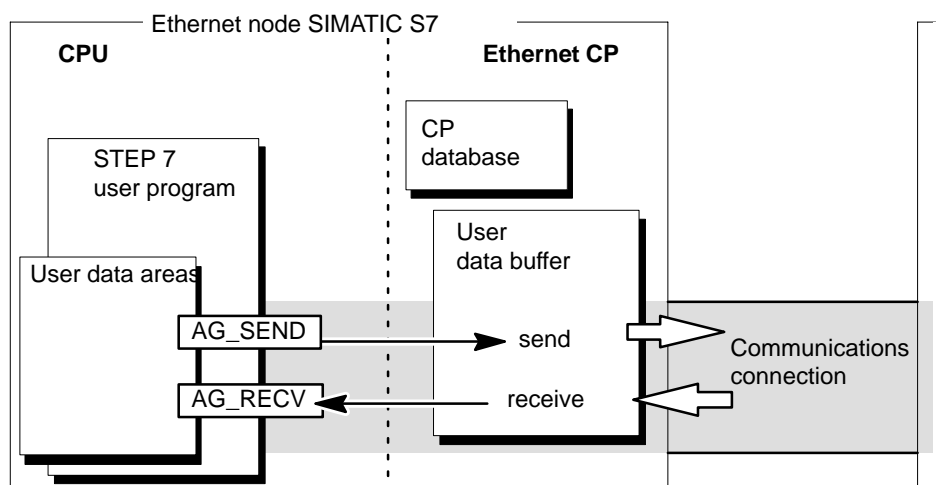 Ethernet node SIMATIC S7
CPU
Ethernet CP
CP
database
STEP 7
user program
User
data buffer
User data areas
AG_SEND
send
Communications
connection
AG_RECV
receive